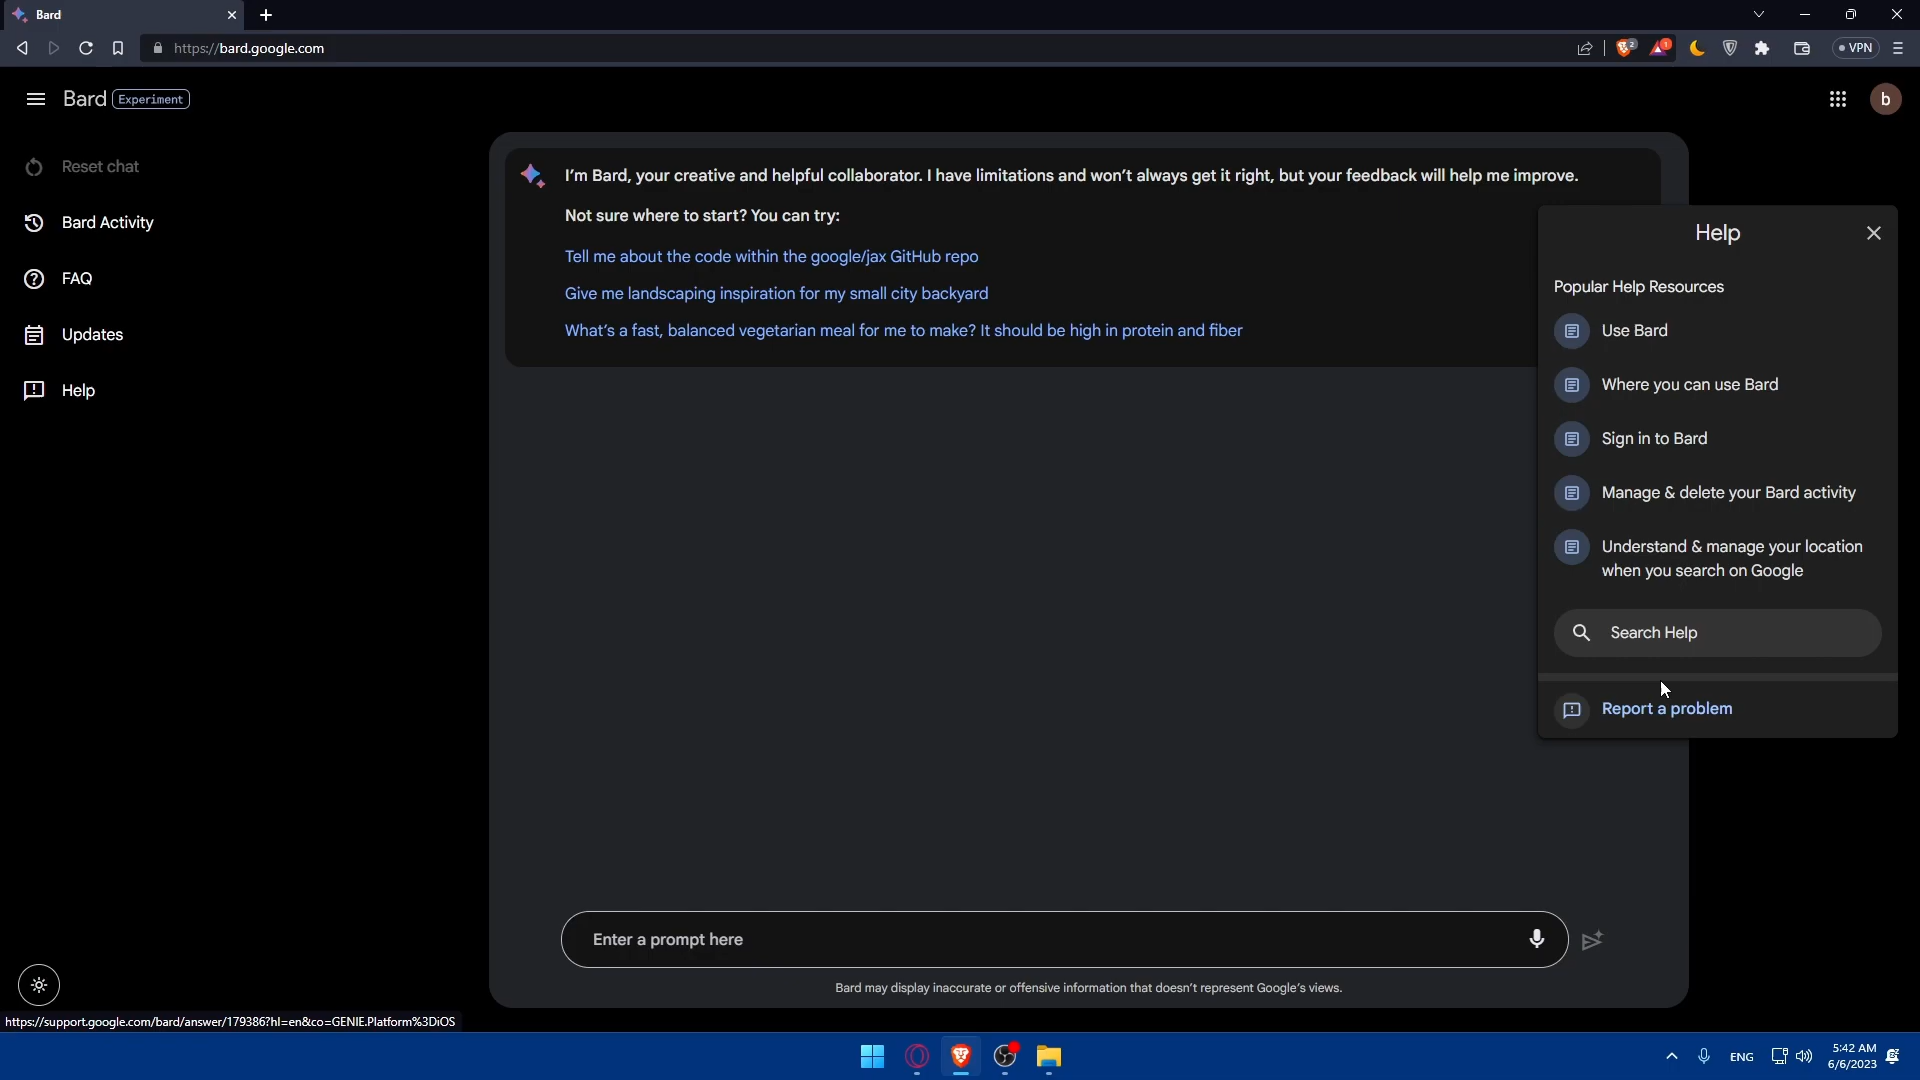 Bard
https://bard.google.com
2
1
VPN
Bard Experiment
b
Reset chat
Bard Activity
FAQ
Updates
Help
I'm Bard, your creative and helpful collaborator. I have limitations and won't always get it right, but your feedback will help me improve.
Not sure where to start? You can try:
Tell me about the code within the google/jax GitHub repo
Give me landscaping inspiration for my small city backyard
What's a fast, balanced vegetarian meal for me to make? It should be high in protein and fiber
Help
Popular Help Resources
Use Bard
Where you can use Bard
Sign in to Bard
Manage & delete your Bard activity
Understand & manage your location
when you search on Google
Search Help
Report a problem
Enter a prompt here
Bard may display inaccurate or offensive information that doesn't represent Google's views.
https://support.google.com/bard/answer/179386?hl=en&co=GENIE.Platform%3DiOS
ENG
5:42 AM
6/6/2023